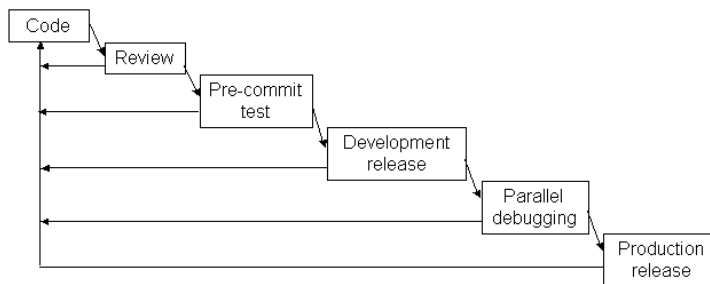 Code
Review
Pre-commit
test
Development
release
Parallel
debugging
Production
release